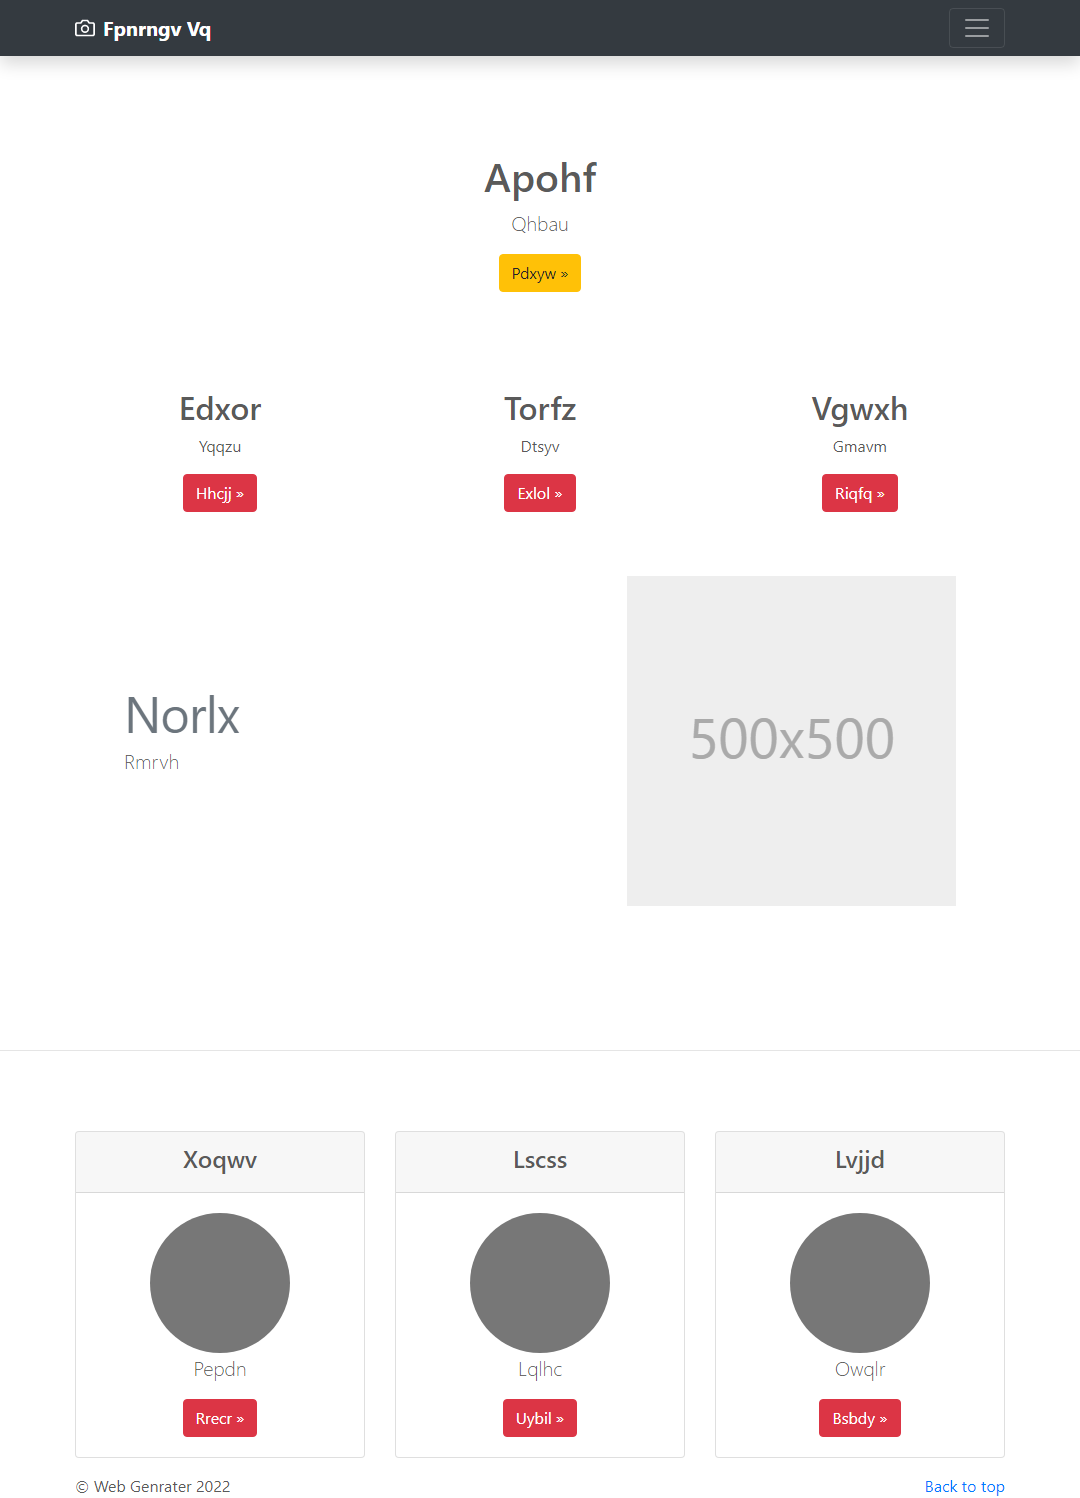 Fpnrngv Vq
Apohf
Qhbau
Pdxyw »
Edxor
Yqqzu
Hhcjj »
Torfz
Dtsyv
Exlol »
Vgwxh
Gmavm
Riqfq »
Norlx
Rmrvh
500x500
Xoqwv
Pepdn
Rrecr »
Lscss
Lqlhc
Uybil »
Lvjjd
Owqlr
Bsbdy »
© Web Genrater 2022
Back to top